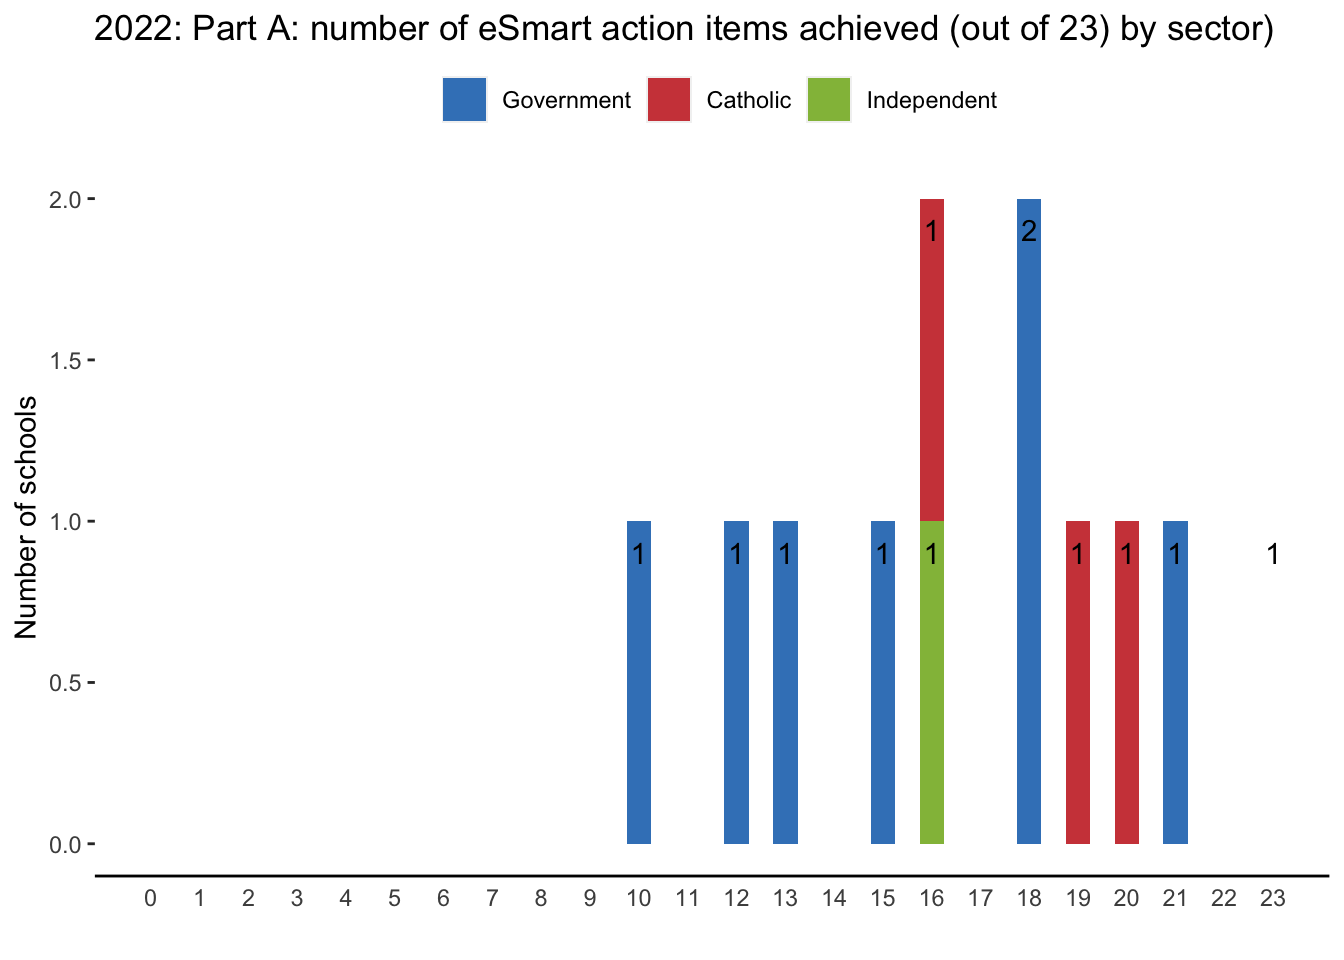 2022: Part A: number of eSmart action items achieved (out of 23) by sector)
Government Catholic Independent
2.0
1 2
1.5
Number of schools
1.0
1 1 1 1 1 1 1 1 1
0.5
0.0
0 1 2 3 4 5 6 7 8 9 10 11 12 13 14 15 16 17 18 19 20 21 22 23